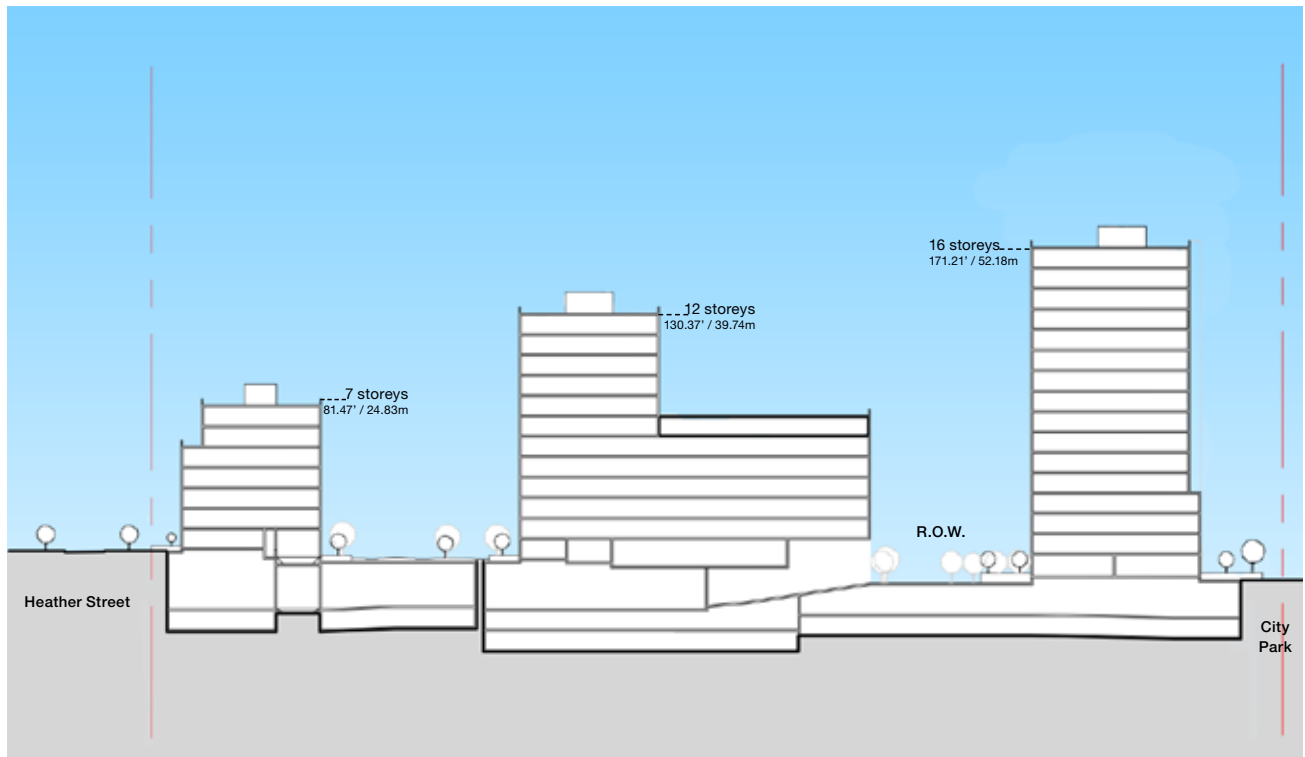 16 storeys
171.21' / 52.18m
12 storeys
130.37' / 39.74m
7 storeys
81.47' / 24.83m
R.O.W.
Heather Street
City
Park